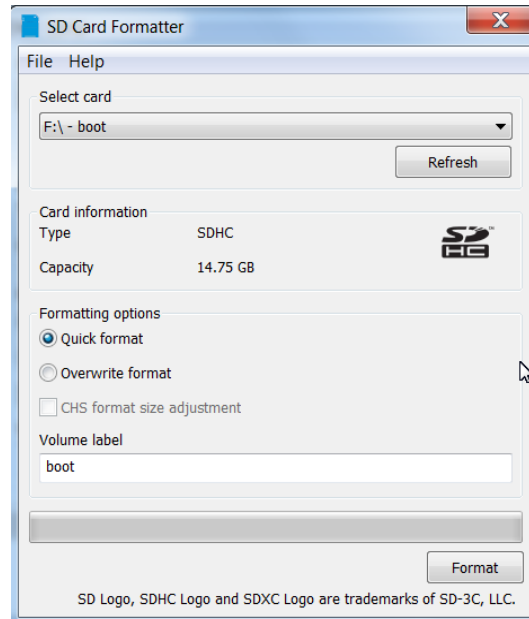 SD Card Formatter
File Help
Select card
F:\ - boot
Refresh
Card information
Type SDHC
SD™
HC
Capacity 14.75 GB
Formatting options
Quick format
Overwrite format
CHS format size adjustment
Volume label
boot
Format
SD Logo, SDHC Logo and SDXC Logo are trademarks of SD-3C, LLC.